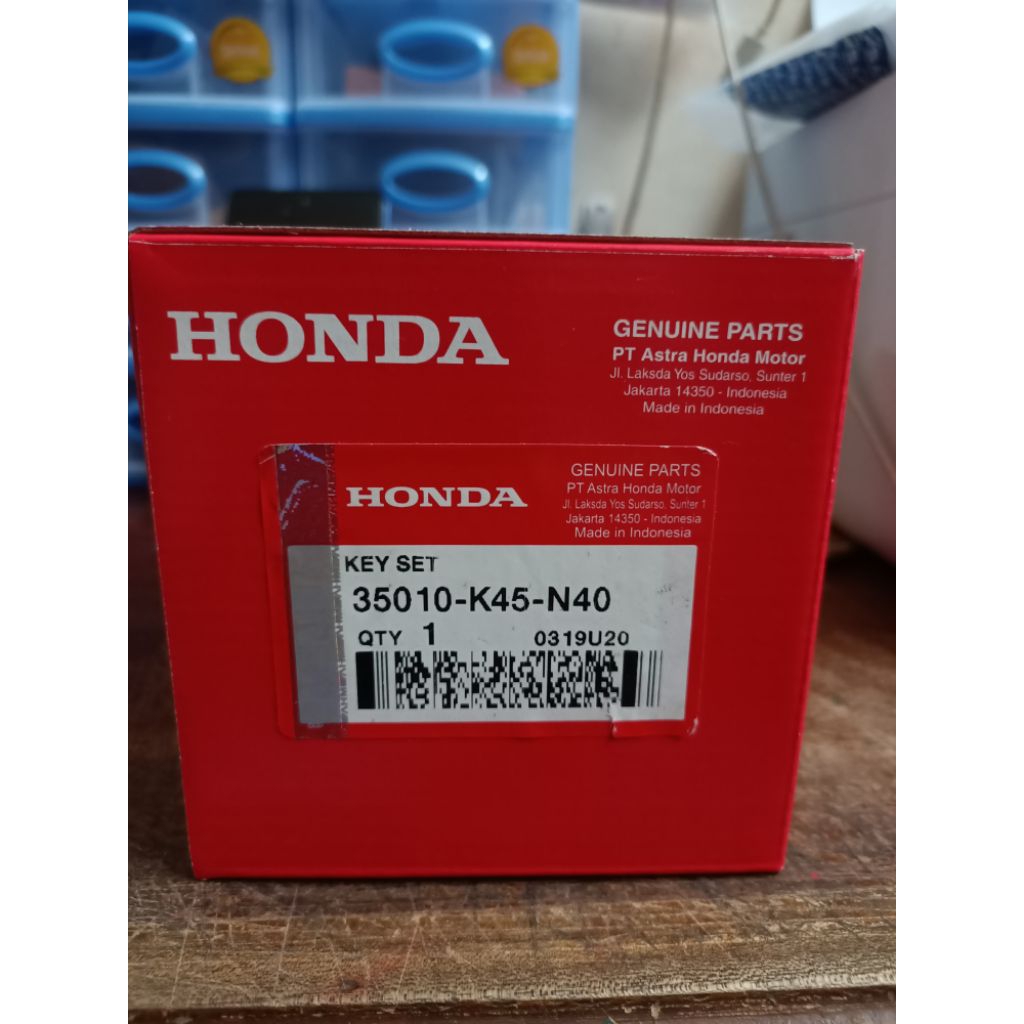 HONDA
GENUINE PARTS
PT Astra Honda Motor
Jl. Laksda Yos Sudarso, Sunter 1
Jakarta 14350 - Indonesia
Made in Indonesia
HONDA
GENUINE PARTS
PT Astra Honda Motor
Jl. Laksda Yos Sudarso, Sunter 1
Jakarta 14350 - Indonesia
Made in Indonesia
KEY SET
35010-K45-N40
QTY 1 0319U20